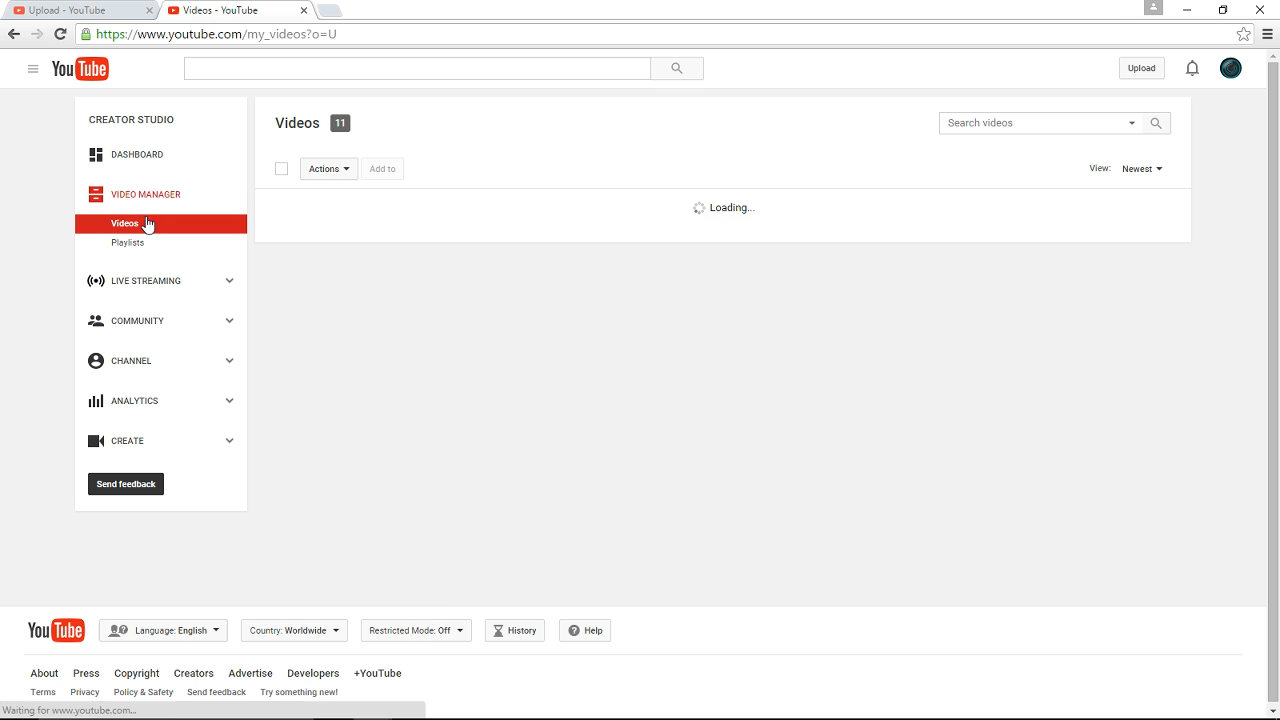 Upload - YouTube
Videos - YouTube
https://www.youtube.com/my_videos?o=U
YouTube
Upload
CREATOR STUDIO
DASHBOARD
VIDEO MANAGER
Videos
Playlists
LIVE STREAMING
COMMUNITY
CHANNEL
ANALYTICS
CREATE
Send feedback
Videos 11
Search videos
Actions
Add to
View: Newest
Loading...
YouTube
Language: English
Country: Worldwide
Restricted Mode: Off
History
Help
About Press Copyright Creators Advertise Developers +YouTube
Terms Privacy Policy & Safety Send feedback Try something new!
Waiting for www.youtube.com...